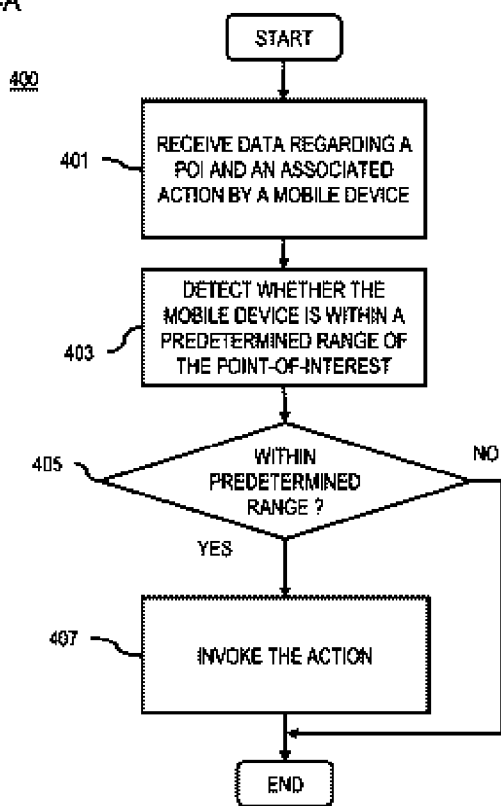 400
START
401
RECEIVE DATA REGARDING A
POI AND AN ASSOCIATED
ACTION BY A MOBILE DEVICE
403
DETECT WHETHER THE
MOBILE DEVICE IS WITHIN A
PREDETERMINED RANGE OF
THE POINT-OF-INTEREST
405
WITHIN
PREDETERMINED
RANGE ?
NO
YES
407
INVOKE THE ACTION
END